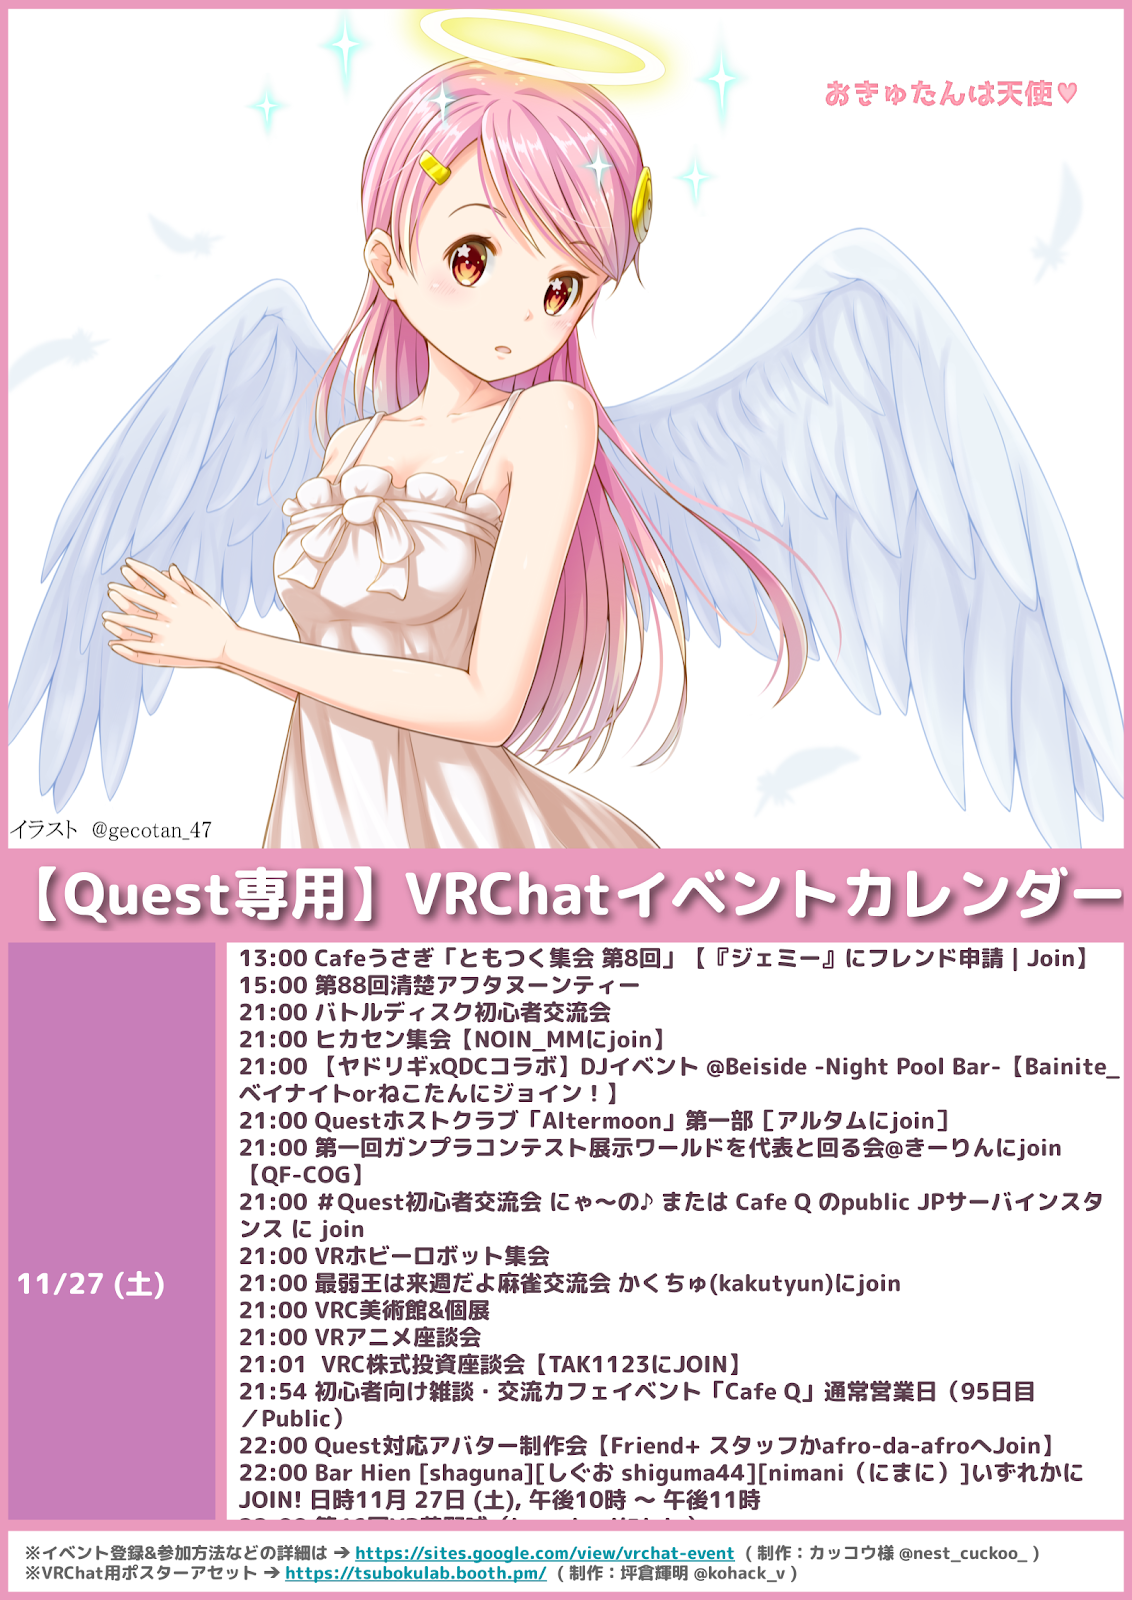 おきゅたんは天使♥
イラスト @gecotan_47
【Quest専用】VRChatイベントカレンダー
11/27 (土)
13:00 Cafeうさぎ「ともつく集会 第8回」【『ジェミー』にフレンド申請 | Join】
15:00 第88回清楚アフタヌーンティー
21:00 バトルディスク初心者交流会
21:00 ヒカセン集会【NOIN_MMにjoin】
21:00 【ヤドリギxQDCコラボ】DJイベント @Beiside -Night Pool Bar-【Bainite_
ベイナイトorねこたんにジョイン！】
21:00 Questホストクラブ「Altermoon」第一部［アルタムにjoin］
21:00 第一回ガンプラコンテスト展示ワールドを代表と回る会@きーりんにjoin
【QF-COG】
21:00 ＃Quest初心者交流会 にゃ～の♪ または Cafe Q のpublic JPサーバインスタ
ンス に join
21:00 VRホビーロボット集会
21:00 最弱王は来週だよ麻雀交流会 かくちゅ(kakutyun)にjoin
21:00 VRC美術館&個展
21:00 VRアニメ座談会
21:01 VRC株式投資座談会【TAK1123にJOIN】
21:54 初心者向け雑談・交流カフェイベント「Cafe Q」通常営業日（95日目
／Public）
22:00 Quest対応アバター制作会【Friend+ スタッフかafro-da-afroへJoin】
22:00 Bar Hien [shaguna][しぐお shiguma44][nimani（にまに）]いずれかに
JOIN! 日時11月 27日 (土), 午後10時 ～ 午後11時
※イベント登録&参加方法などの詳細は ➔ https://sites.google.com/view/vrchat-event （ 制作：カッコウ様 @nest_cuckoo_ ）
※VRChat用ポスターアセット ➔ https://tsubokulab.booth.pm/ （ 制作：坪倉輝明 @kohack_v ）